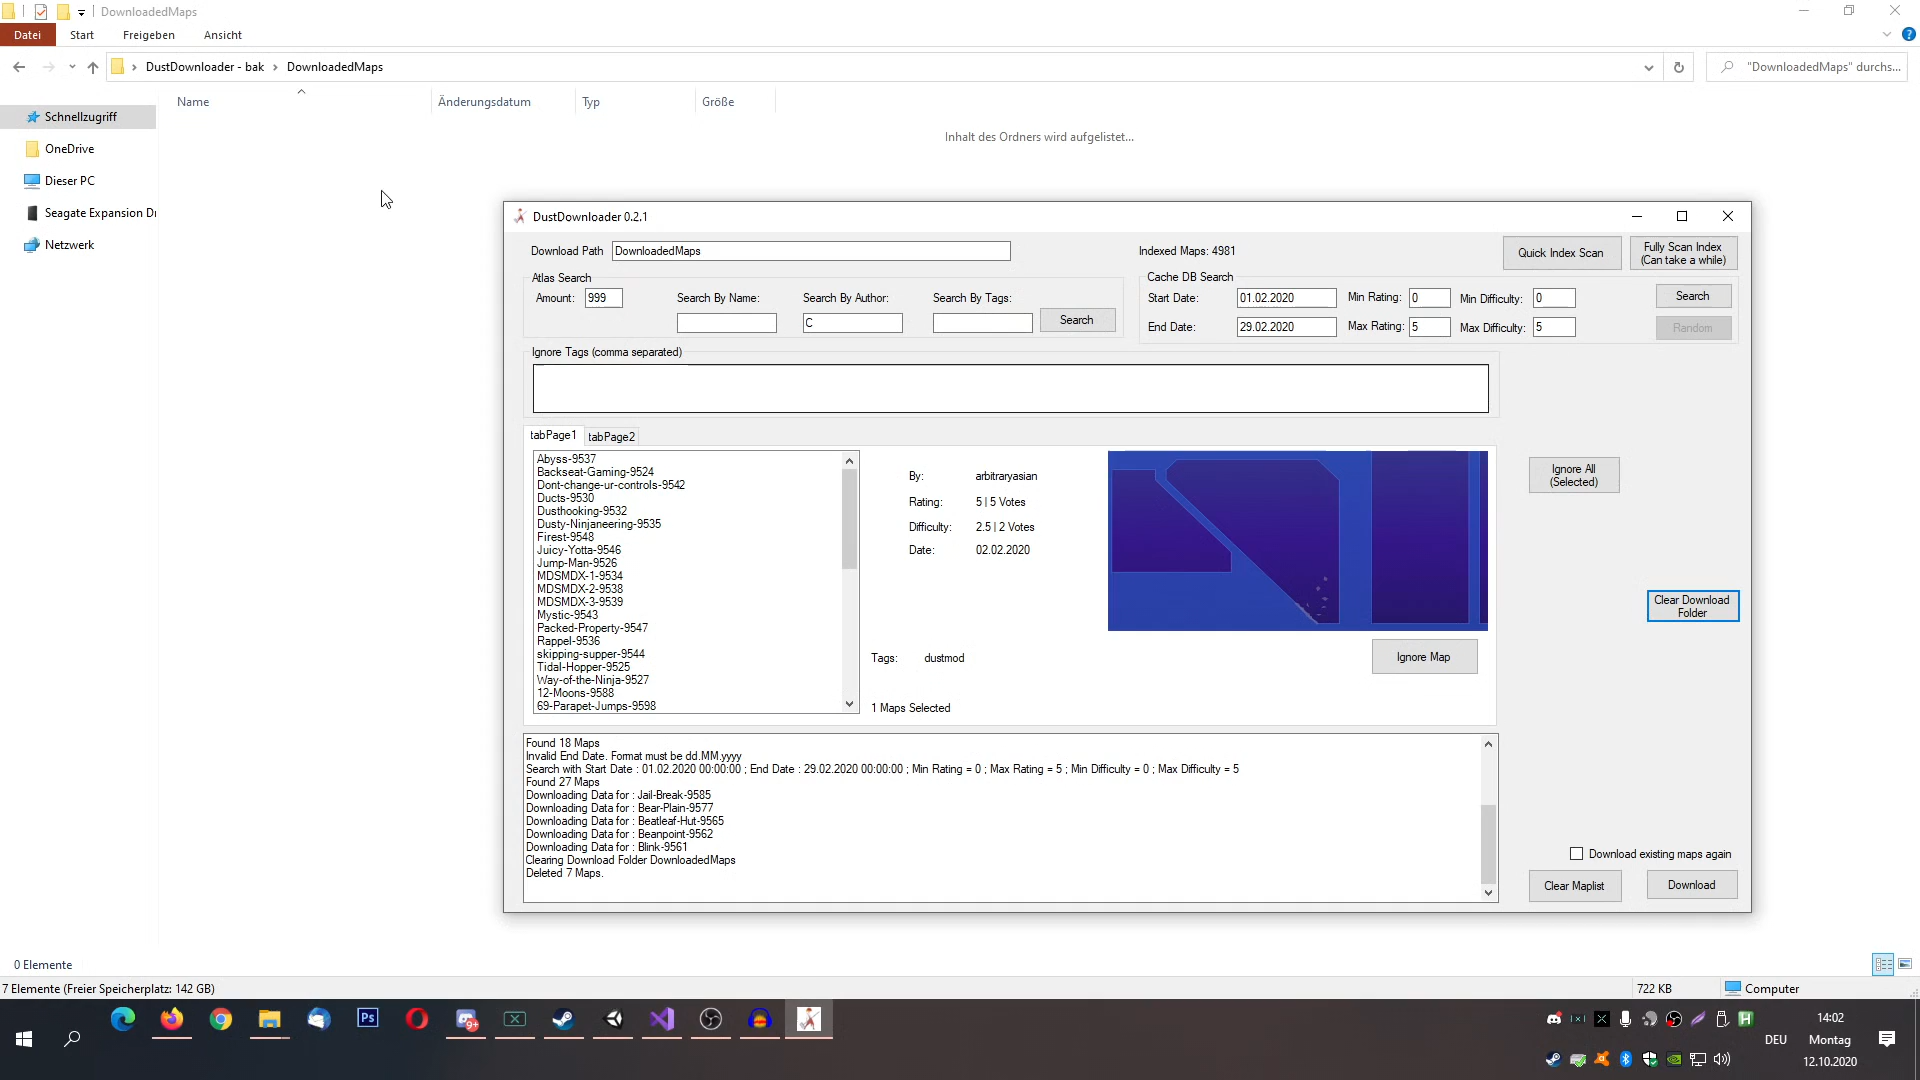 DownloadedMaps
Datei Start Freigeben Ansicht
DustDownloader - bak > DownloadedMaps
"DownloadedMaps" durchs...
Name Änderungsdatum Typ Größe
Schnellzugriff
OneDrive
Dieser PC
Seagate Expansion Dr
Netzwerk
Inhalt des Ordners wird aufgelistet...
DustDownloader 0.2.1
Download Path DownloadedMaps
Indexed Maps: 4981
Quick Index Scan
Fully Scan Index
(Can take a while)
Atlas Search
Amount: 999
Search By Name:
Search By Author:
Search By Tags:
C
Search
Cache DB Search
Start Date: 01.02.2020 Min Rating: 0 Min Difficulty: 0
Search
End Date: 29.02.2020 Max Rating: 5 Max Difficulty: 5
Random
Ignore Tags (comma separated)
tabPage1 tabPage2
Abyss-9537
Backseat-Gaming-9524
Dont-change-ur-controls-9542
Ducts-9530
Dusthooking-9532
Dusty-Ninjaneering-9535
Firest-9548
Juicy-Yotta-9546
Jump-Man-9526
MDSMDX-1-9534
MDSMDX-2-9538
MDSMDX-3-9539
Mystic-9543
Packed-Property-9547
Rappel-9536
skipping-supper-9544
Tidal-Hopper-9525
Way-of-the-Ninja-9527
12-Moons-9588
69-Parapet-Jumps-9598
By: arbitraryasian
Rating: 5 | 5 Votes
Difficulty: 2.5 | 2 Votes
Date: 02.02.2020
Tags: dustmod
1 Maps Selected
Ignore Map
Ignore All
(Selected)
Clear Download
Folder
Found 18 Maps
Invalid End Date. Format must be dd.MM.yyyy
Search with Start Date : 01.02.2020 00:00:00 ; End Date : 29.02.2020 00:00:00 ; Min Rating = 0 ; Max Rating = 5 ; Min Difficulty = 0 ; Max Difficulty = 5
Found 27 Maps
Downloading Data for : Jail-Break-9585
Downloading Data for : Bear-Plain-9577
Downloading Data for : Beatleaf-Hut-9565
Downloading Data for : Beanpoint-9562
Downloading Data for : Blink-9561
Clearing Download Folder DownloadedMaps
Deleted 7 Maps.
Download existing maps again
Clear Maplist
Download
0 Elemente
7 Elemente (Freier Speicherplatz: 142 GB)
722 KB
Computer
Ps
9+
DEU
14:02
Montag
12.10.2020